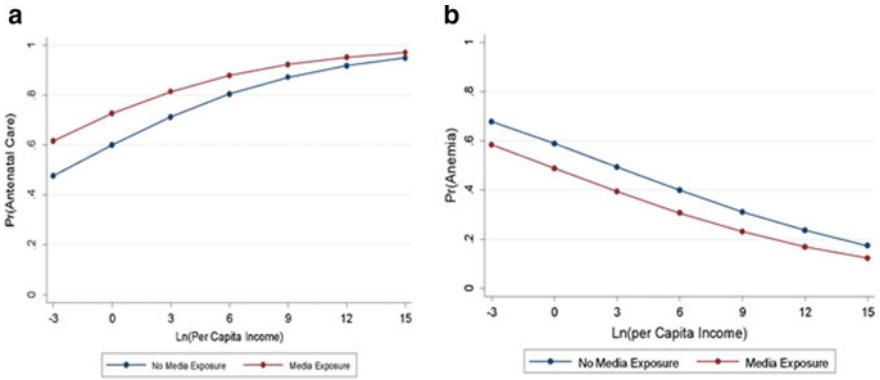 a
Pr(Antenatal Care)
0 .2 .4 .6 .8 1
-3 0 3 6 9 12 15
Ln(Per Capita Income)
No Media Exposure Media Exposure
b
Pr(Anemia)
0 .2 .4 .6 .8 1
-3 0 3 6 9 12 15
Ln(per Capita Income)
No Media Exposure Media Exposure